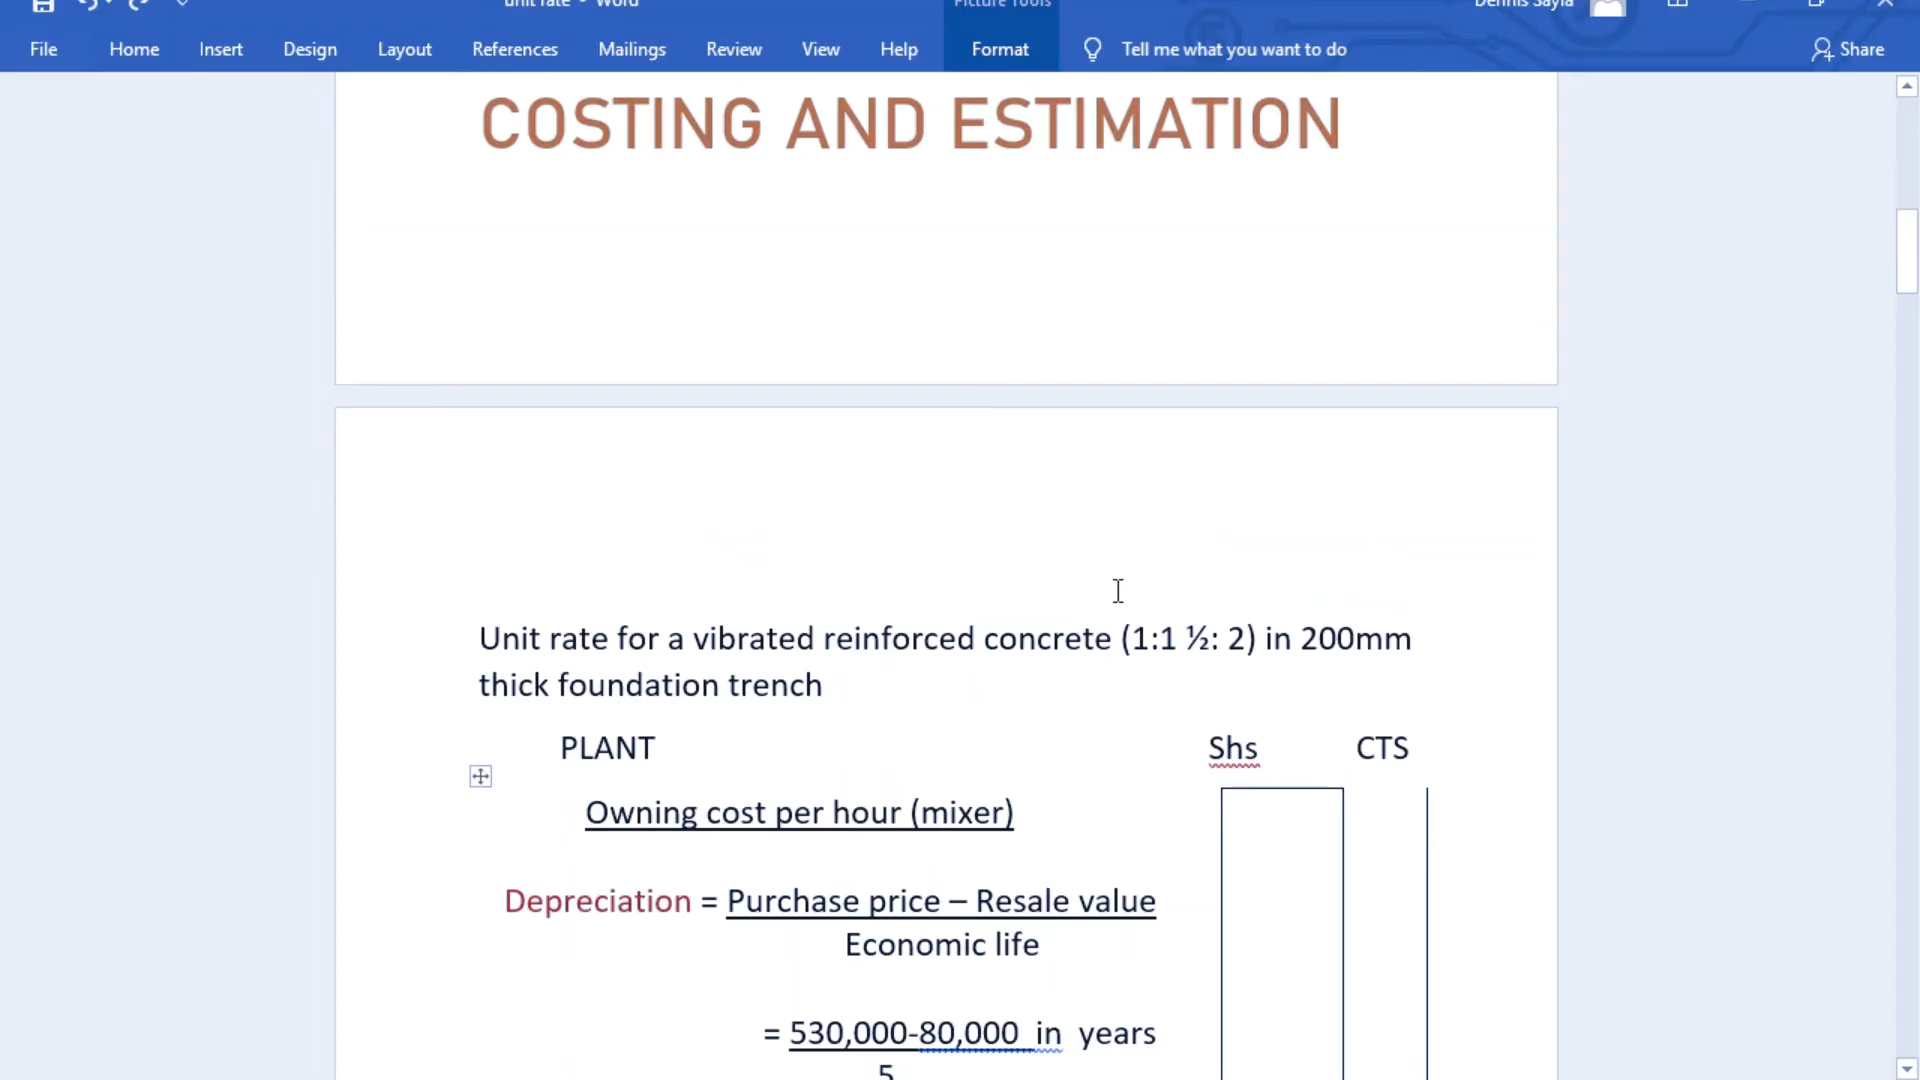 unit rate - Word
Picture Tools
Dennis Sayla
File Home Insert Design Layout References Mailings Review View Help Format Tell me what you want to do Share
COSTING AND ESTIMATION
Unit rate for a vibrated reinforced concrete (1:1 ½: 2) in 200mm
thick foundation trench
PLANT Shs CTS
Owning cost per hour (mixer)
Depreciation = Purchase price – Resale value
Economic life
= 530,000-80,000 in years
5